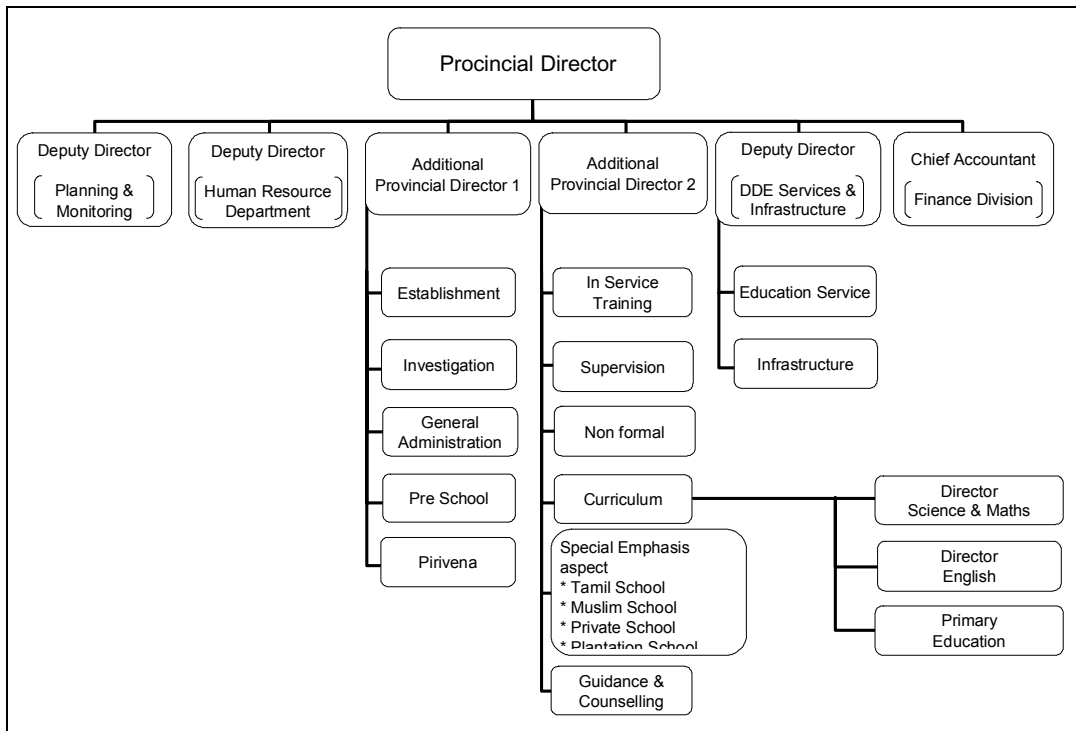 Procincial Director
Deputy Director
Planning &
Monitoring
Deputy Director
Human Resource
Department
Additional
Provincial Director 1
Additional
Provincial Director 2
Deputy Director
DDE Services &
Infrastructure
Chief Accountant
Finance Division
Establishment
Investigation
General
Administration
Pre School
Pirivena
In Service
Training
Supervision
Non formal
Curriculum
Special Emphasis
aspect
* Tamil School
* Muslim School
* Private School
* Plantation School
Guidance &
Counselling
Education Service
Infrastructure
Director
Science & Maths
Director
English
Primary
Education